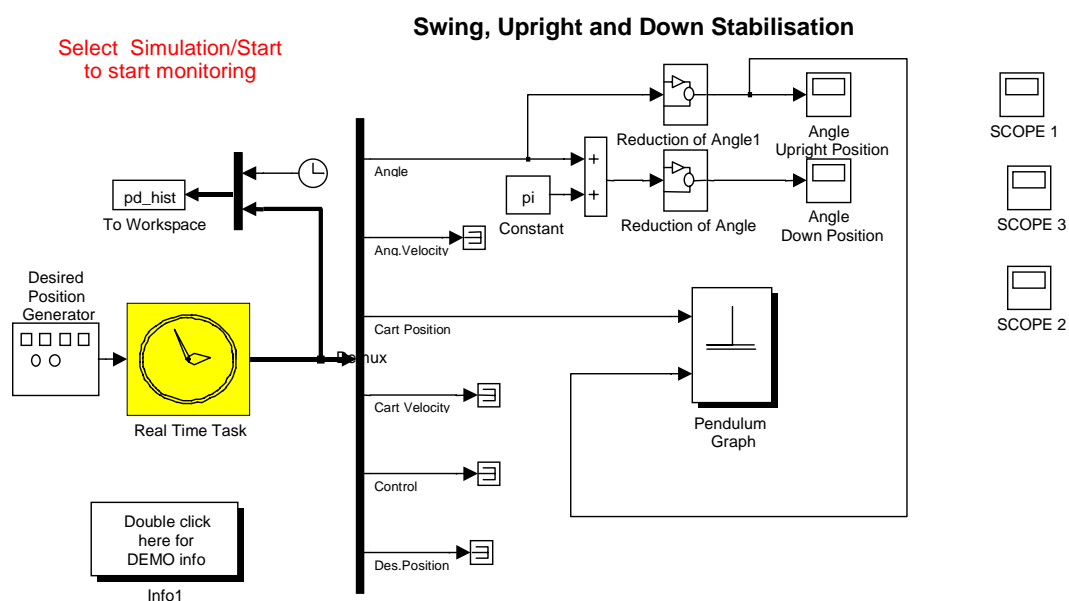 Swing, Upright and Down Stabilisation
Select Simulation/Start
to start monitoring
Reduction of Angle1
Angle
Upright Position
SCOPE 1
Angle
+
+
pd_hist
To Workspace
pi
Constant
Reduction of Angle
Angle
Down Position
SCOPE 3
Ang.Velocity
Desired
Position
Generator
Cart Position
SCOPE 2
Demux
Real Time Task
Cart Velocity
Pendulum
Graph
Control
Double click
here for
DEMO info
Des.Position
Info1